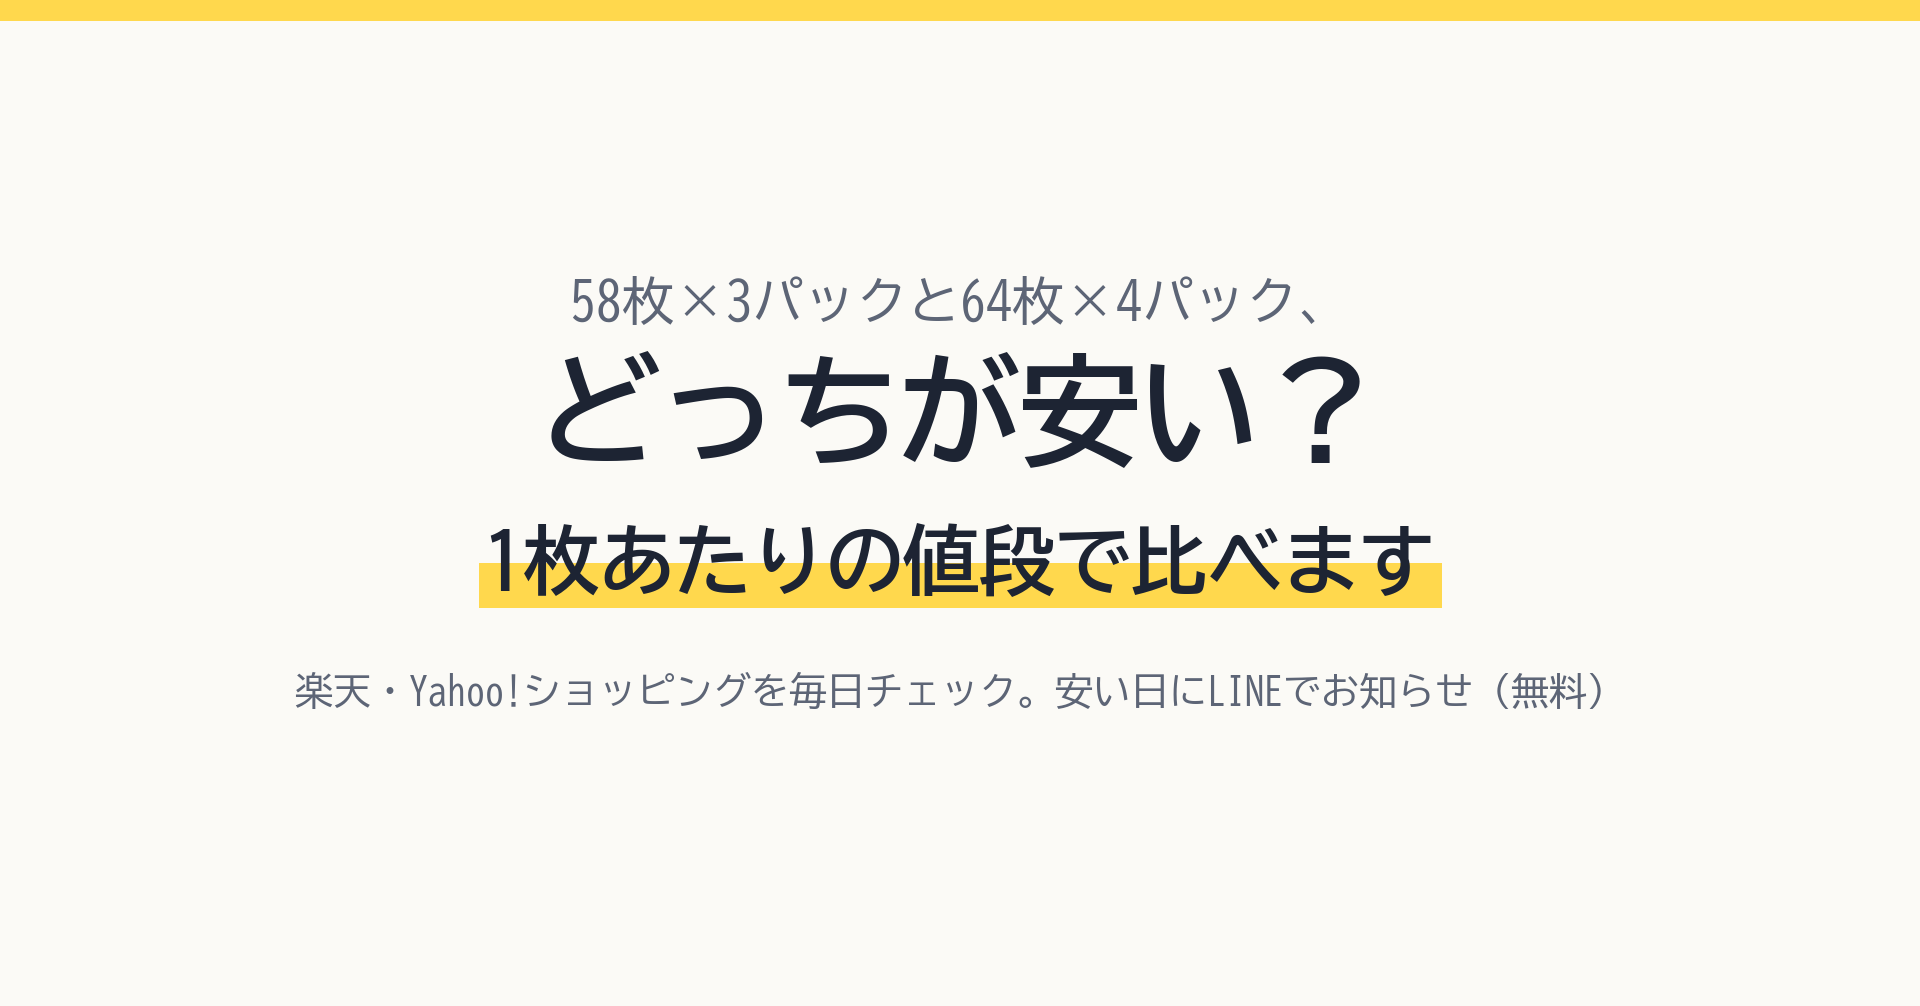 58枚×3パックと64枚×4パック、
どっちが安い？
1枚あたりの値段で比べます
楽天・Yahoo!ショッピングを毎日チェック。安い日にLINEでお知らせ（無料）